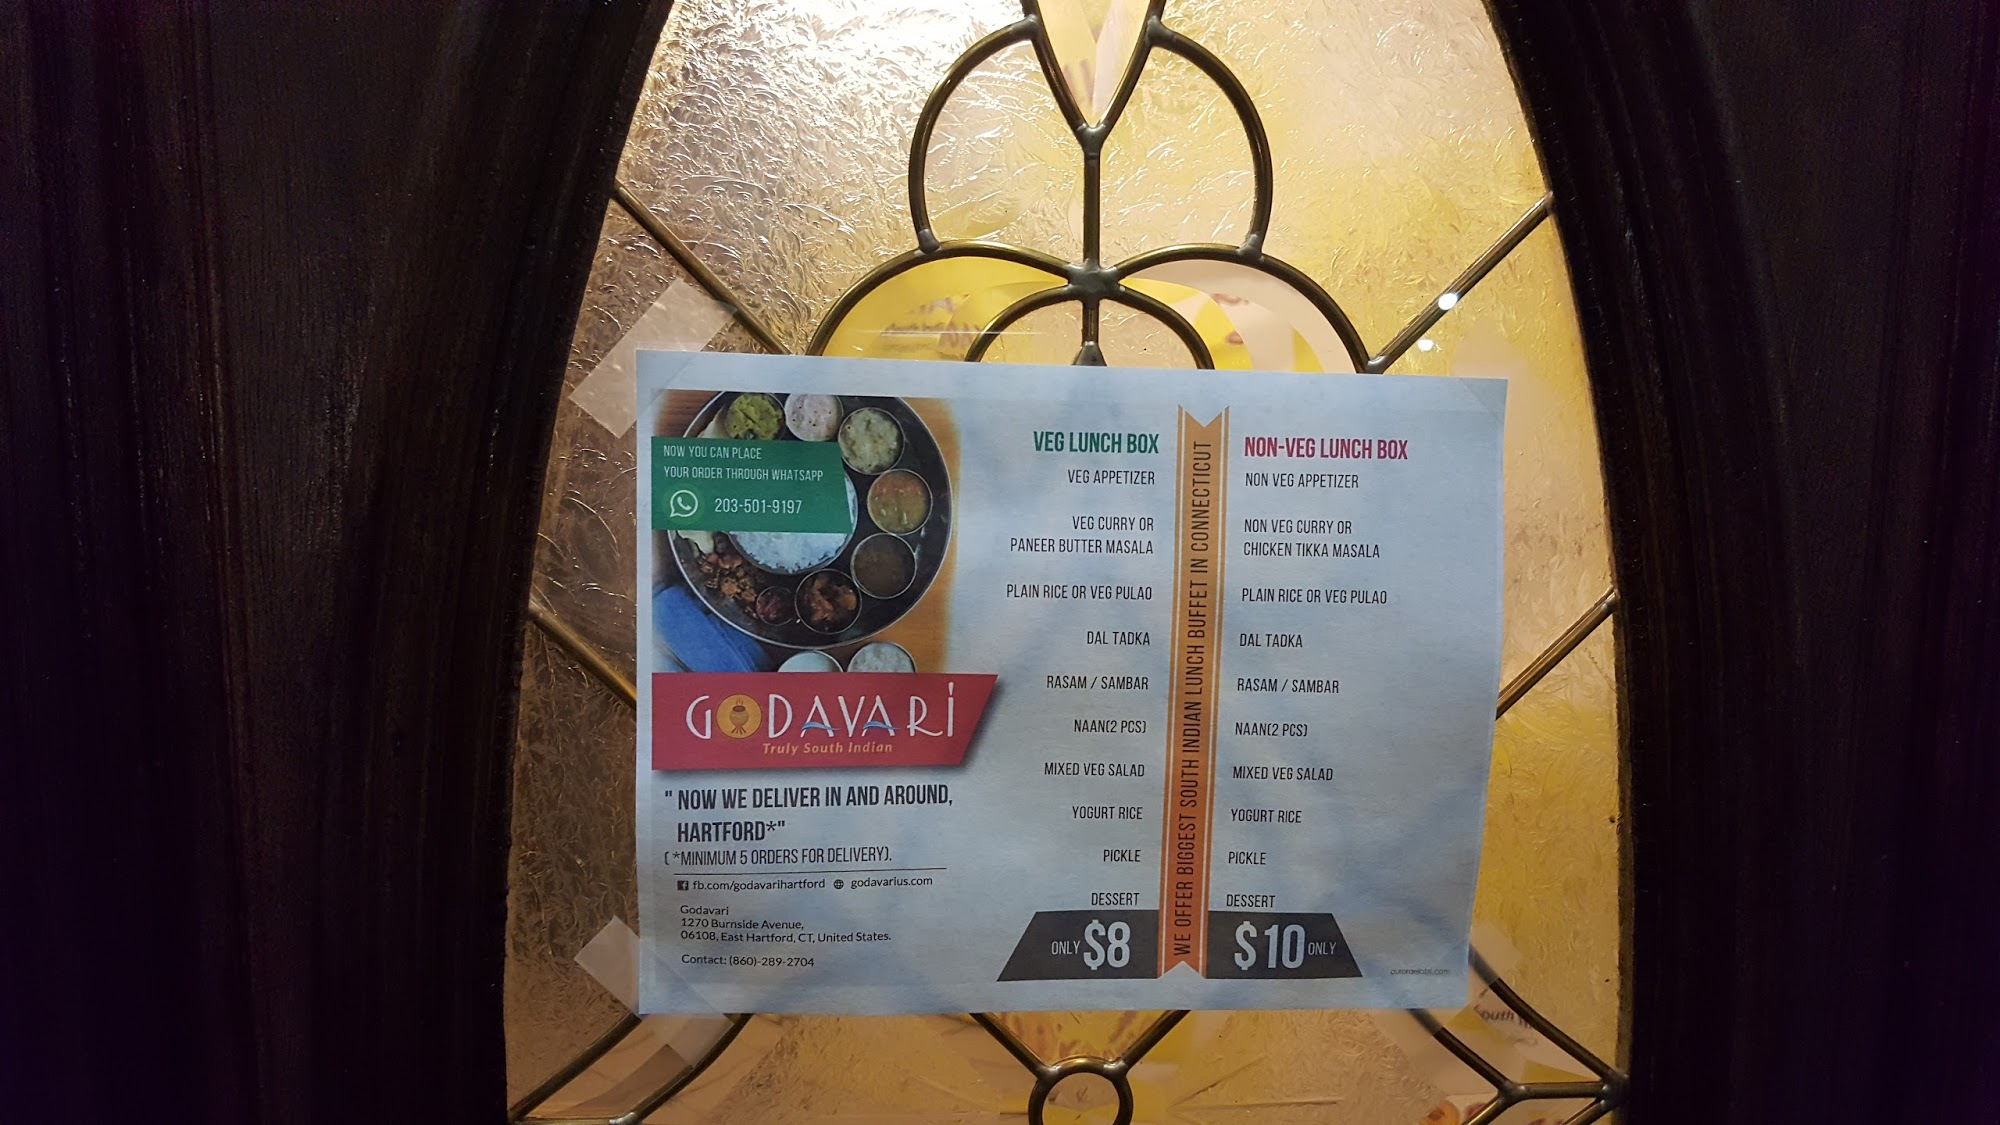 NOW YOU CAN PLACE
YOUR ORDER THROUGH WHATSAPP
203-501-9197
GODAVARI
Truly South Indian
" NOW WE DELIVER IN AND AROUND,
HARTFORD*"
( *MINIMUM 5 ORDERS FOR DELIVERY).
fb.com/godavarihartford godavarius.com
Godavari
1270 Burnside Avenue,
06108, East Hartford, CT, United States.
Contact: (860)-289-2704
VEG LUNCH BOX
VEG APPETIZER
VEG CURRY OR
PANEER BUTTER MASALA
PLAIN RICE OR VEG PULAO
DAL TADKA
RASAM / SAMBAR
NAAN(2 PCS)
MIXED VEG SALAD
YOGURT RICE
PICKLE
DESSERT
ONLY $8
WE OFFER BIGGEST SOUTH INDIAN LUNCH BUFFET IN CONNECTICUT
NON-VEG LUNCH BOX
NON VEG APPETIZER
NON VEG CURRY OR
CHICKEN TIKKA MASALA
PLAIN RICE OR VEG PULAO
DAL TADKA
RASAM / SAMBAR
NAAN(2 PCS)
MIXED VEG SALAD
YOGURT RICE
PICKLE
DESSERT
$10 ONLY